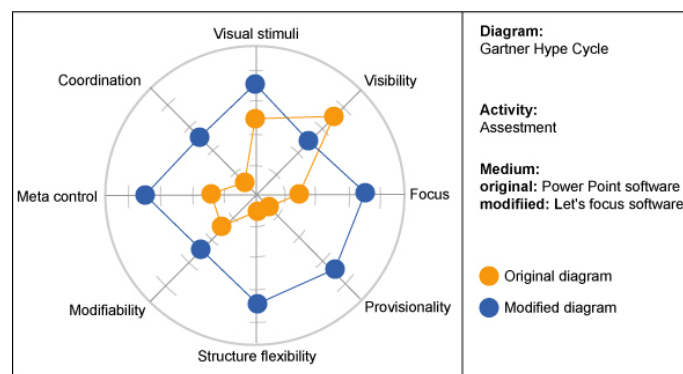 Visual stimuli
Coordination
Visibility
Meta control
Focus
Modifiability
Provisionality
Structure flexibility
Diagram:
Gartner Hype Cycle
Activity:
Assestment
Medium:
original: Power Point software
modifiied: Let's focus software
Original diagram
Modified diagram